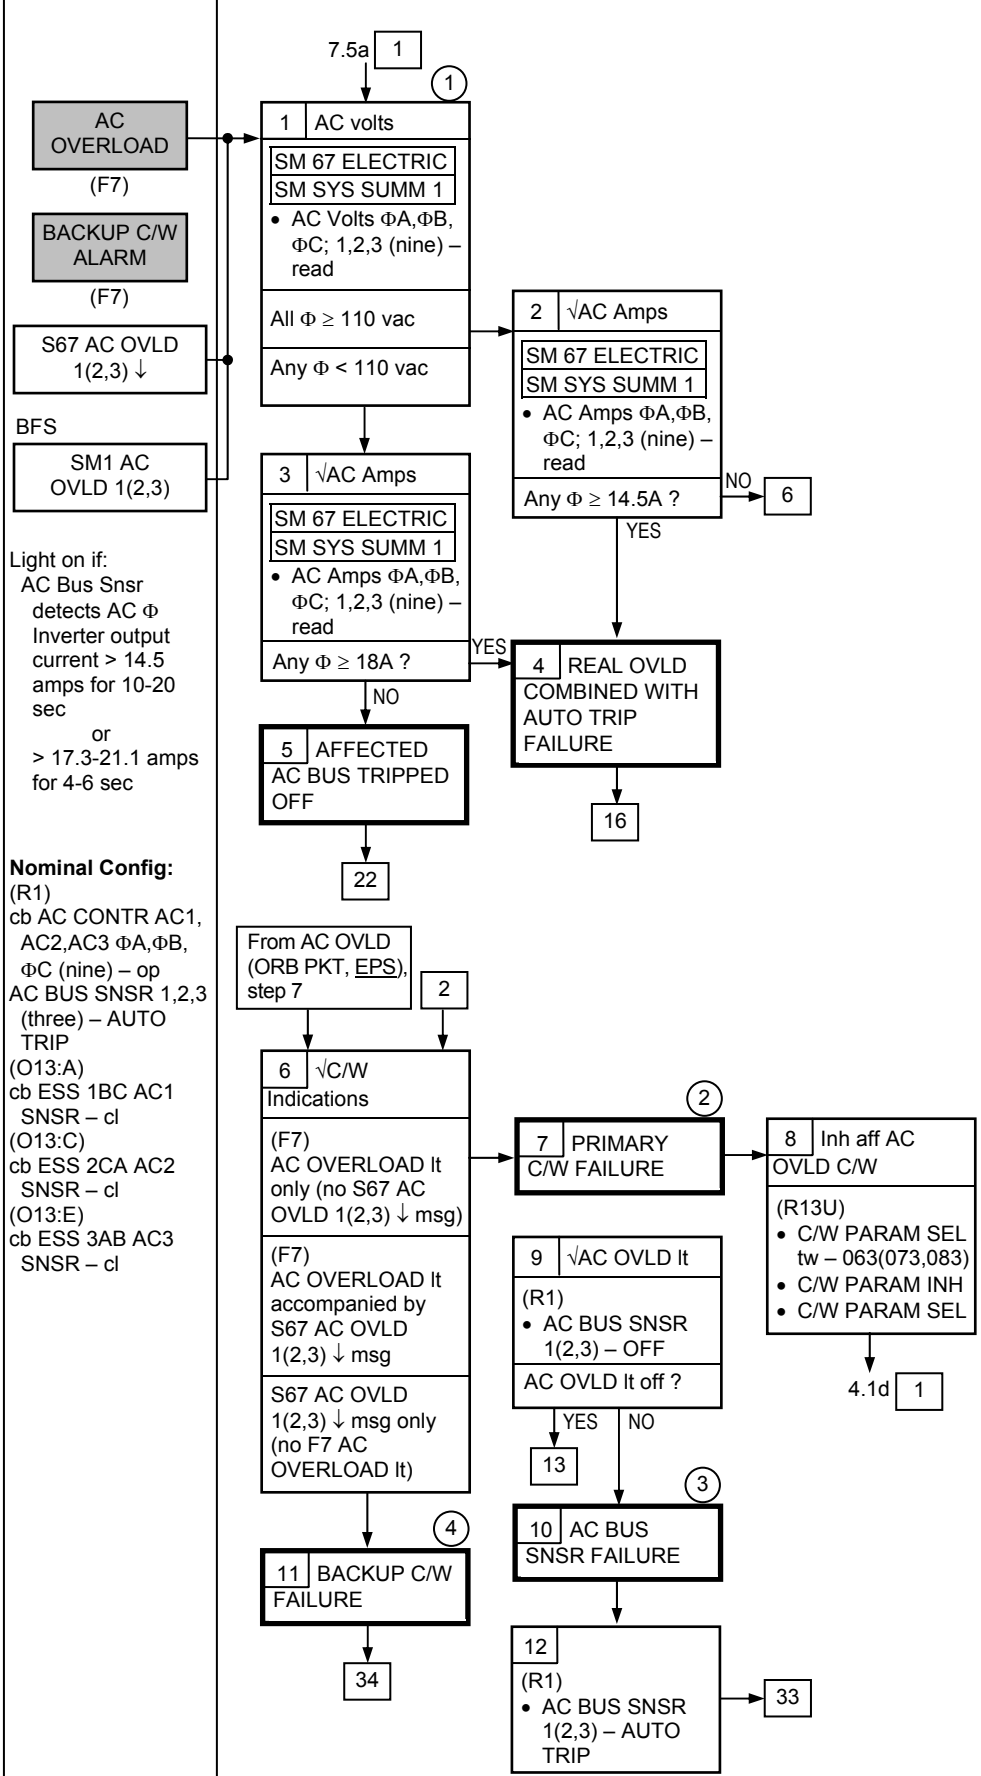 AC
OVERLOAD
(F7)
BACKUP C/W
ALARM
(F7)
S67 AC OVLD
1(2,3) ↓
BFS
SM1 AC
OVLD 1(2,3)
Light on if:
AC Bus Snsr
detects AC Φ
Inverter output
current > 14.5
amps for 10-20
sec
or
> 17.3-21.1 amps
for 4-6 sec
Nominal Config:
(R1)
cb AC CONTR AC1,
AC2,AC3 ΦA,ΦB,
ΦC (nine) – op
AC BUS SNSR 1,2,3
(three) – AUTO
TRIP
(O13:A)
cb ESS 1BC AC1
SNSR – cl
(O13:C)
cb ESS 2CA AC2
SNSR – cl
(O13:E)
cb ESS 3AB AC3
SNSR – cl
7.5a 1
1
1 AC volts
SM 67 ELECTRIC
SM SYS SUMM 1
• AC Volts ΦA,ΦB,
ΦC; 1,2,3 (nine) –
read
All Φ ≥ 110 vac
Any Φ < 110 vac
2 √AC Amps
SM 67 ELECTRIC
SM SYS SUMM 1
• AC Amps ΦA,ΦB,
ΦC; 1,2,3 (nine) –
read
Any Φ ≥ 14.5A ?
NO
6
YES
3 √AC Amps
SM 67 ELECTRIC
SM SYS SUMM 1
• AC Amps ΦA,ΦB,
ΦC; 1,2,3 (nine) –
read
Any Φ ≥ 18A ?
YES
NO
4 REAL OVLD
COMBINED WITH
AUTO TRIP
FAILURE
16
5 AFFECTED
AC BUS TRIPPED
OFF
22
From AC OVLD
(ORB PKT, EPS),
step 7
2
6 √C/W
Indications
(F7)
AC OVERLOAD lt
only (no S67 AC
OVLD 1(2,3) ↓ msg)
(F7)
AC OVERLOAD lt
accompanied by
S67 AC OVLD
1(2,3) ↓ msg
S67 AC OVLD
1(2,3) ↓ msg only
(no F7 AC
OVERLOAD lt)
2
7 PRIMARY
C/W FAILURE
8 Inh aff AC
OVLD C/W
(R13U)
• C/W PARAM SEL
tw – 063(073,083)
• C/W PARAM INH
• C/W PARAM SEL
4.1d 1
9 √AC OVLD lt
(R1)
• AC BUS SNSR
1(2,3) – OFF
AC OVLD lt off ?
YES
NO
13
3
10 AC BUS
SNSR FAILURE
4
11 BACKUP C/W
FAILURE
34
12
(R1)
• AC BUS SNSR
1(2,3) – AUTO
TRIP
33